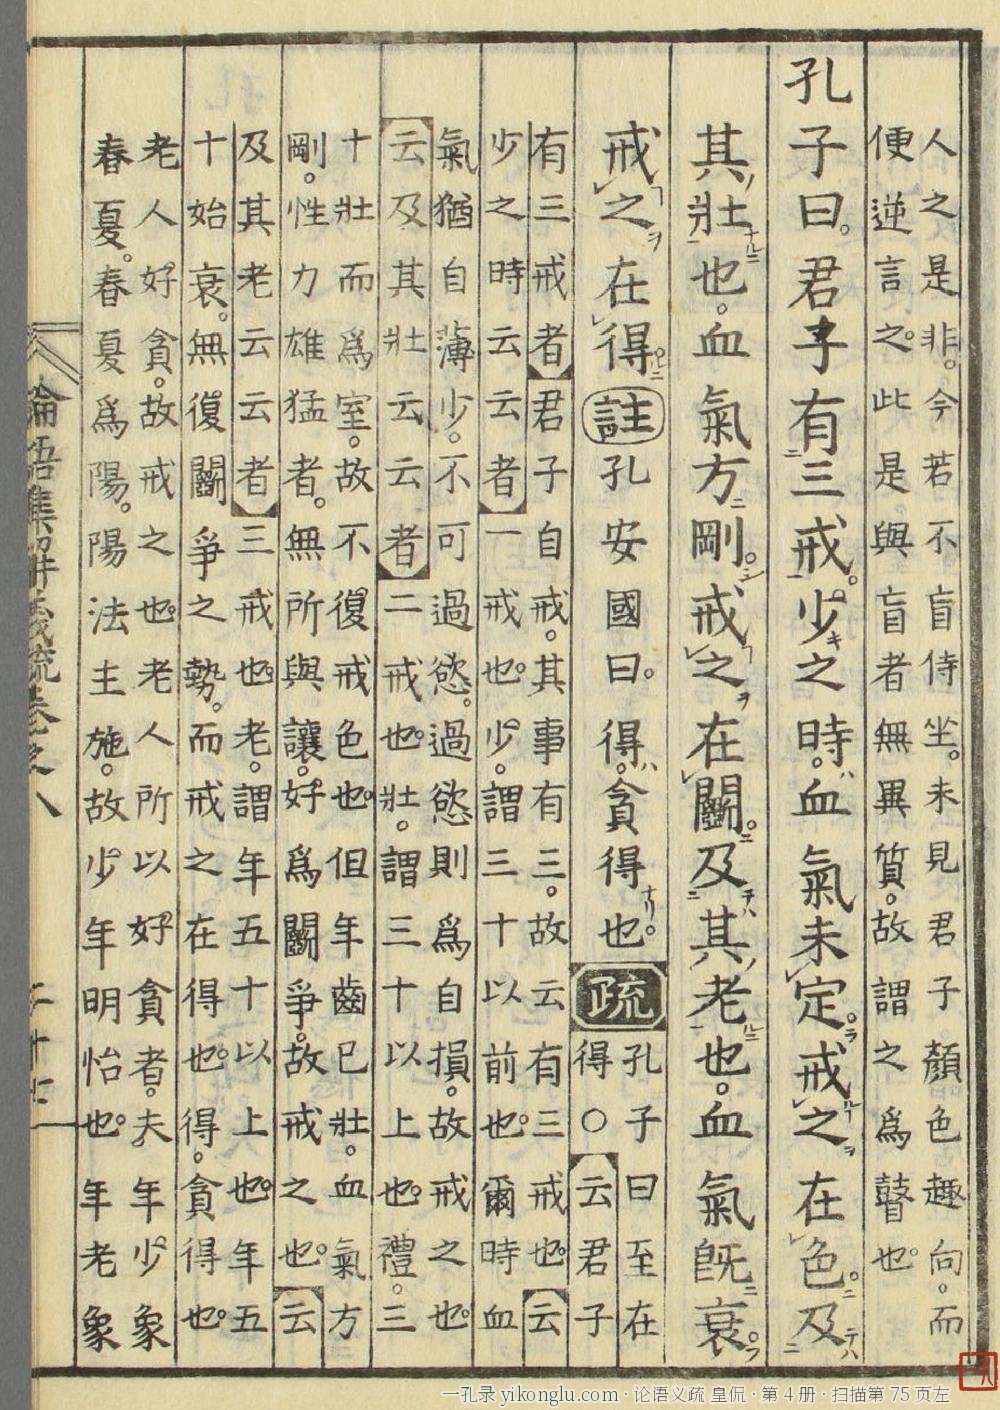 人之是非。今若不盲侍坐。未見君子顏色趣向。而
便逆言之。此是與盲者無異質。故謂之爲瞽也。
孔子曰。君子有三戒。少之時。血氣未定。戒之在色。及
其壯也。血氣方剛。戒之在鬭。及其老也。血氣既衰。
戒之在得。註孔安國曰。得。貪得也。疏
孔子曰至在
得○云君子
有三戒者君子自戒。其事有三。故云有三戒也。云
少之時云云者一戒也。少。謂三十以前也。爾時血
氣猶自薄少。不可過慾。過慾則爲自損。故戒之也。
云及其壯云云者二戒也。壯。謂三十以上也。禮。三
十壯而爲室。故不復戒色也。但年齒已壯。血氣方
剛。性力雄猛者。無所與讓。好爲鬭爭。故戒之也。云
及其老云云者三戒也。老。謂年五十以上也。年五
十始衰。無復鬭爭之勢。而戒之在得也。得。貪得也。
老人好貪。故戒之也。老人所以好貪者。夫年少象
春夏。春夏爲陽。陽法主施。故少年明怡也。年老象
論語集解義疏卷之八
二十七
一孔录 yikonglu.com · 论语义疏 皇侃 · 第 4 册 · 扫描第 75 页左